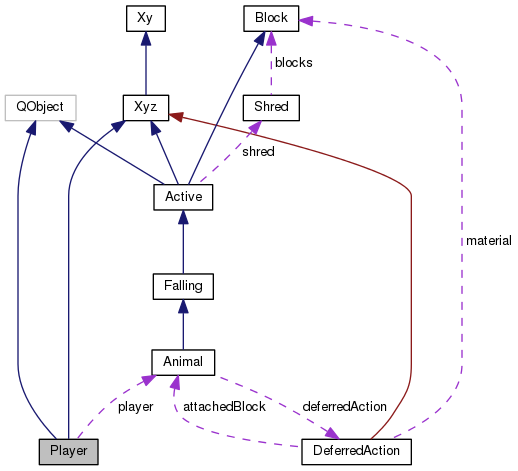 Xy
Block
blocks
QObject
Xyz
Shred
shred
Active
material
Falling
Animal
player
attachedBlock
deferredAction
Player
DeferredAction